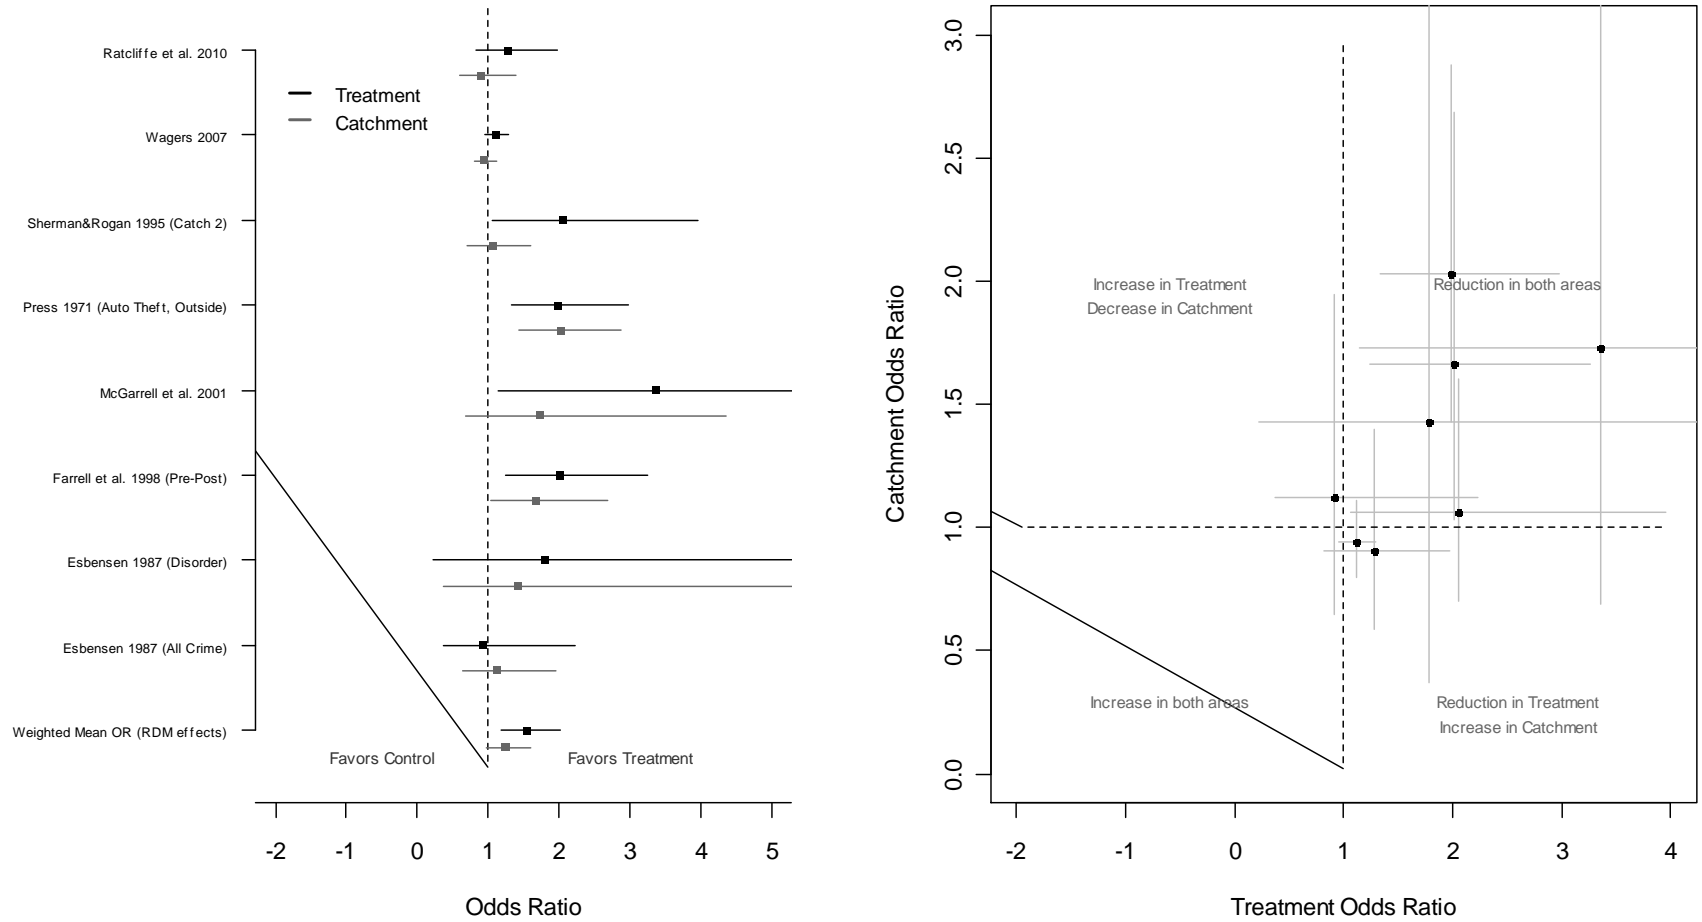 Ratcliffe et al. 2010
Wagers 2007
Sherman&Rogan 1995 (Catch 2)
Press 1971 (Auto Theft, Outside)
McGarrell et al. 2001
Farrell et al. 1998 (Pre-Post)
Esbensen 1987 (Disorder)
Esbensen 1987 (All Crime)
Weighted Mean OR (RDM effects)
Treatment
Catchment
Favors Control
Favors Treatment
-2 -1 0 1 2 3 4 5
Odds Ratio
3.0
2.5
2.0
1.5
1.0
0.5
0.0
Catchment Odds Ratio
Increase in Treatment
Decrease in Catchment
Reduction in both areas
Increase in both areas
Reduction in Treatment
Increase in Catchment
-2 -1 0 1 2 3 4
Treatment Odds Ratio